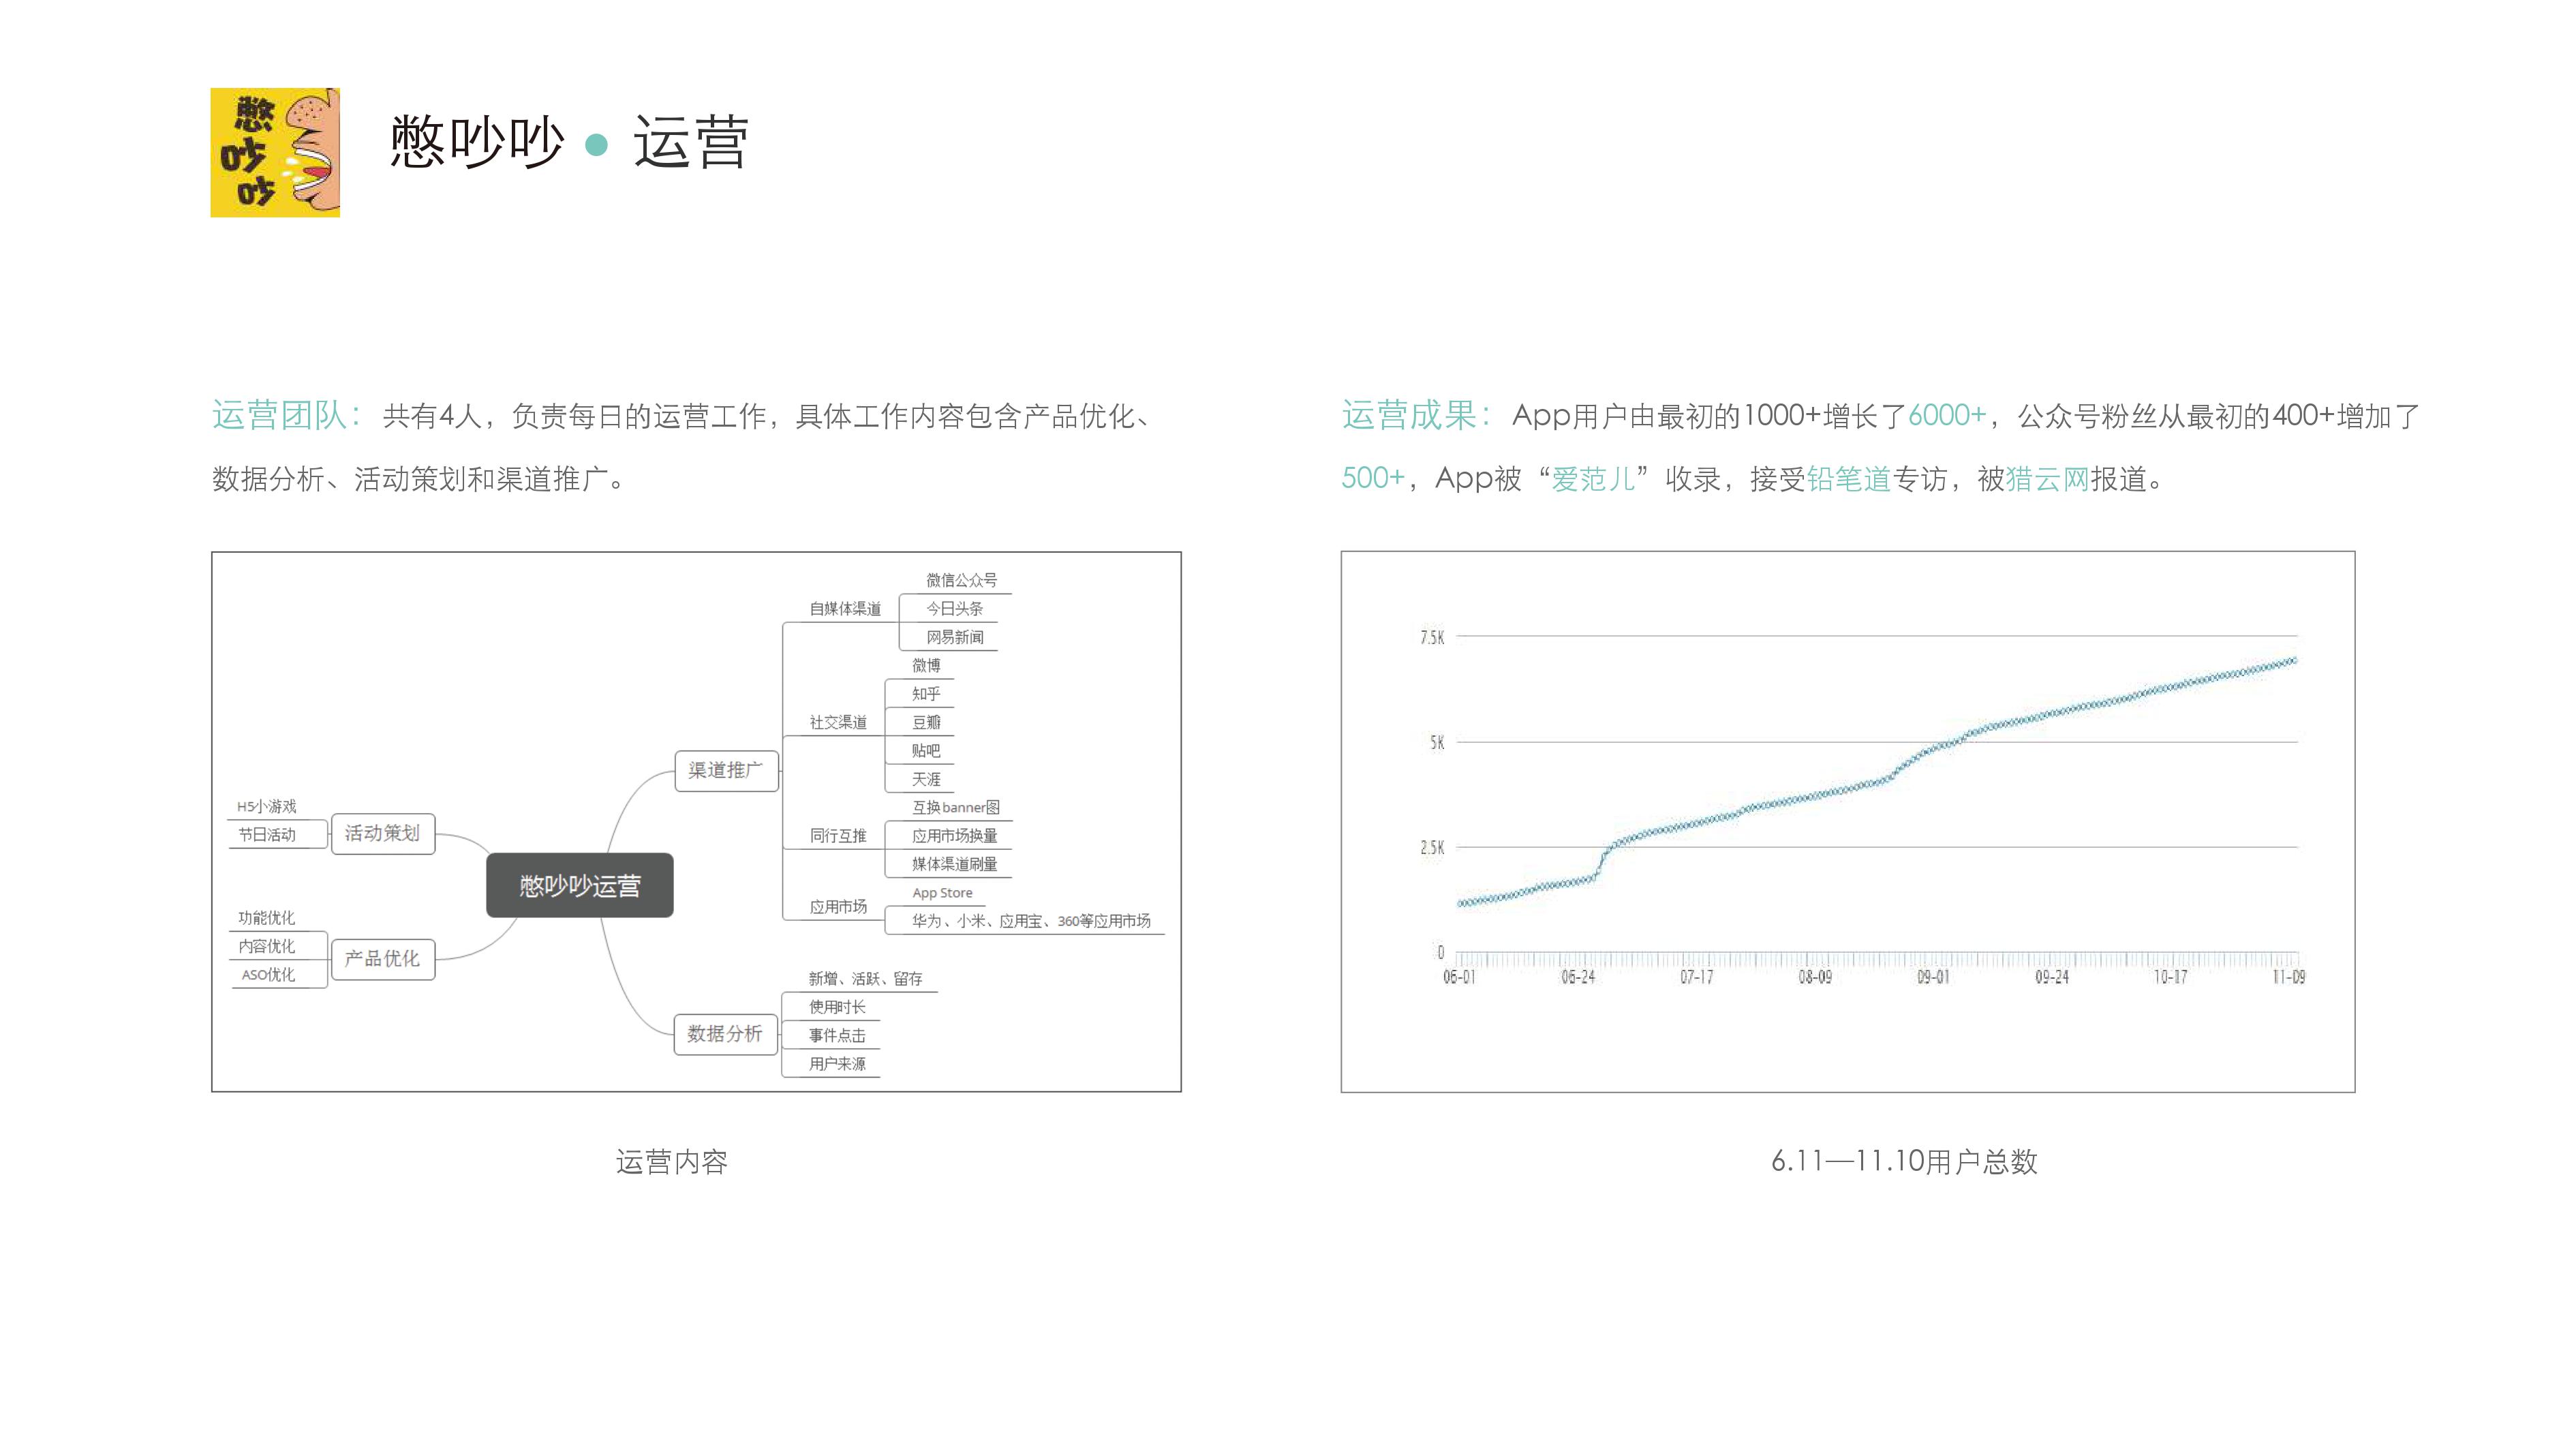 憋
吵
吵
憋吵吵 • 运营
运营团队：共有4人，负责每日的运营工作，具体工作内容包含产品优化、
数据分析、活动策划和渠道推广。
运营成果：App用户由最初的1000+增长了6000+，公众号粉丝从最初的400+增加了
500+，App被“爱范儿”收录，接受铅笔道专访，被猎云网报道。
憋吵吵运营
活动策划
H5小游戏
节日活动
产品优化
功能优化
内容优化
ASO优化
渠道推广
自媒体渠道
微信公众号
今日头条
网易新闻
社交渠道
微博
知乎
豆瓣
贴吧
天涯
同行互推
互换banner图
应用市场换量
媒体渠道刷量
应用市场
App Store
华为、小米、应用宝、360等应用市场
数据分析
新增、活跃、留存
使用时长
事件点击
用户来源
运营内容
7.5K
5K
2.5K
0
06-01 06-24 07-17 08-09 09-01 09-24 10-17 11-09
6.11—11.10用户总数